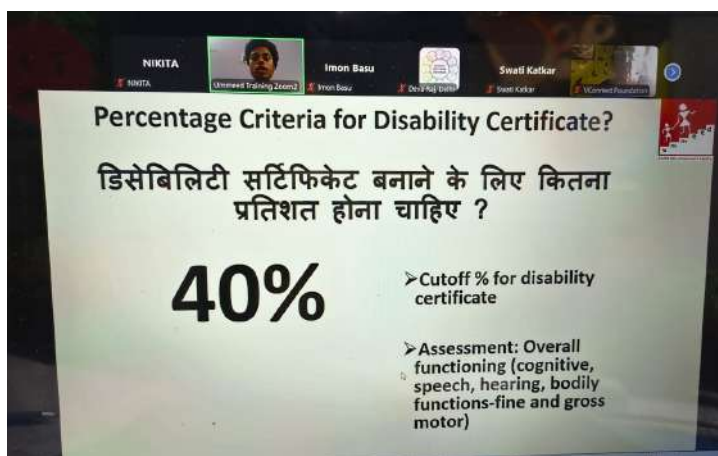 NIKITA
Imon Basu
Swati Katkar
NIKITA
Ummeed Training Zoom2
Imon Basu
Swati Katkar
VConnect Foundation
Percentage Criteria for Disability Certificate?
डिसेबिलिटी सर्टिफिकेट बनाने के लिए कितना
प्रतिशत होना चाहिए ?
40%
➢Cutoff % for disability
certificate
➢Assessment: Overall
functioning (cognitive,
speech, hearing, bodily
functions-fine and gross
motor)